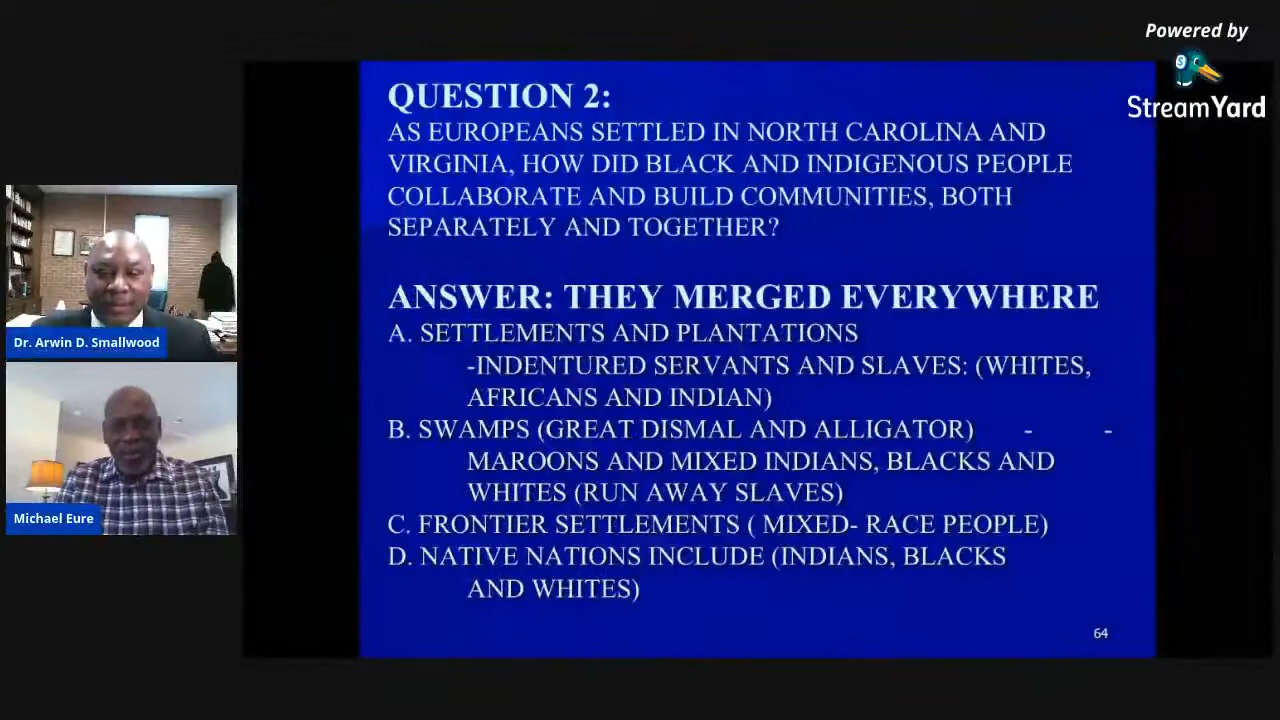 Powered by
StreamYard
QUESTION 2:
AS EUROPEANS SETTLED IN NORTH CAROLINA AND
VIRGINIA, HOW DID BLACK AND INDIGENOUS PEOPLE
COLLABORATE AND BUILD COMMUNITIES, BOTH
SEPARATELY AND TOGETHER?
ANSWER: THEY MERGED EVERYWHERE
A. SETTLEMENTS AND PLANTATIONS
-INDENTURED SERVANTS AND SLAVES: (WHITES,
AFRICANS AND INDIAN)
B. SWAMPS (GREAT DISMAL AND ALLIGATOR) - -
MAROONS AND MIXED INDIANS, BLACKS AND
WHITES (RUN AWAY SLAVES)
C. FRONTIER SETTLEMENTS ( MIXED- RACE PEOPLE)
D. NATIVE NATIONS INCLUDE (INDIANS, BLACKS
AND WHITES)
64
Dr. Arwin D. Smallwood
Michael Eure